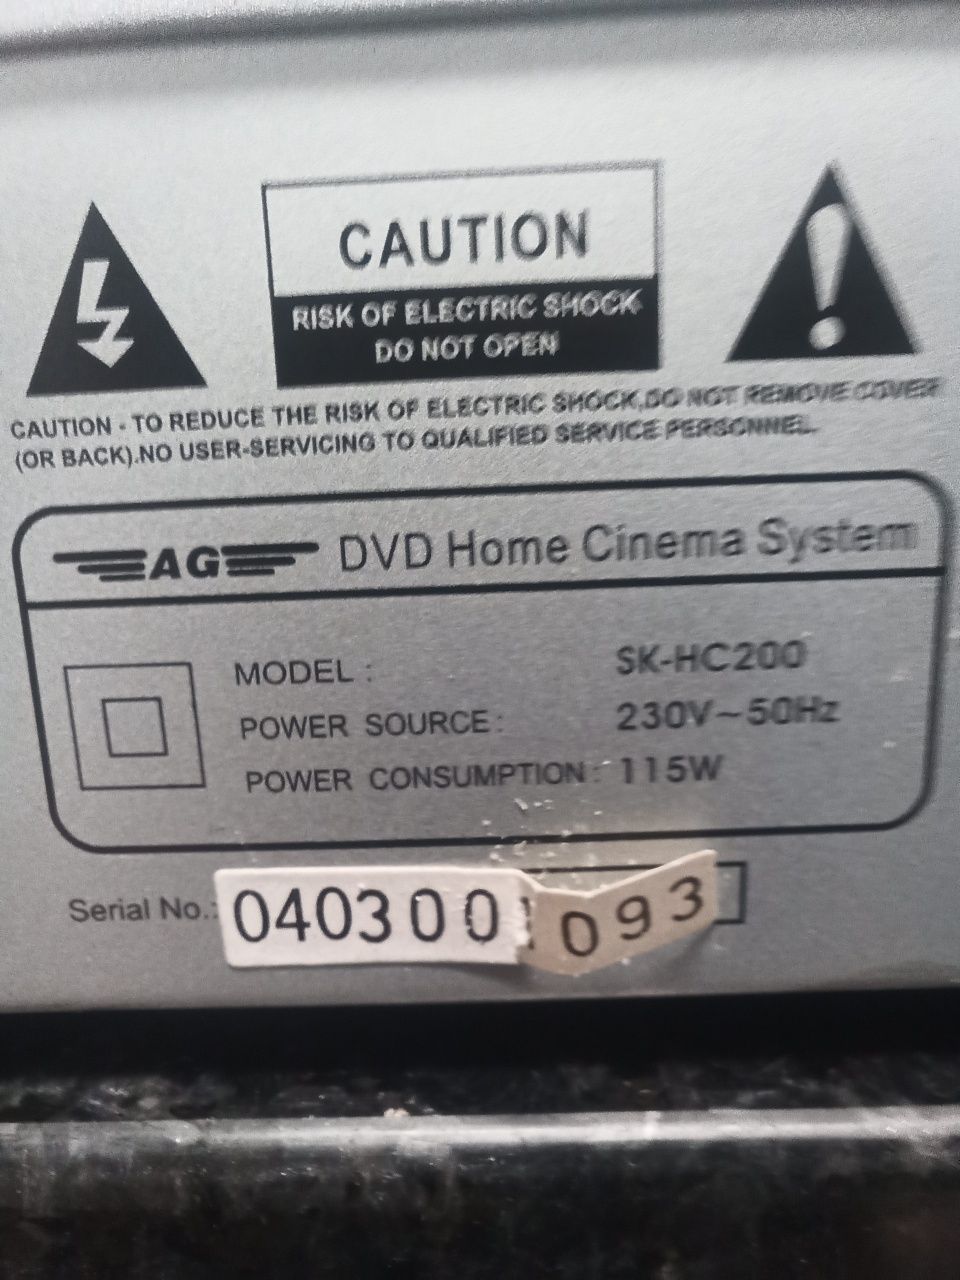 CAUTION
RISK OF ELECTRIC SHOCK
DO NOT OPEN
CAUTION - TO REDUCE THE RISK OF ELECTRIC SHOCK,DO NOT REMOVE COVER
(OR BACK).NO USER-SERVICING TO QUALIFIED SERVICE PERSONNEL.
AG DVD Home Cinema System
MODEL : SK-HC200
POWER SOURCE: 230V~50Hz
POWER CONSUMPTION: 115W
Serial No.: 040300 093